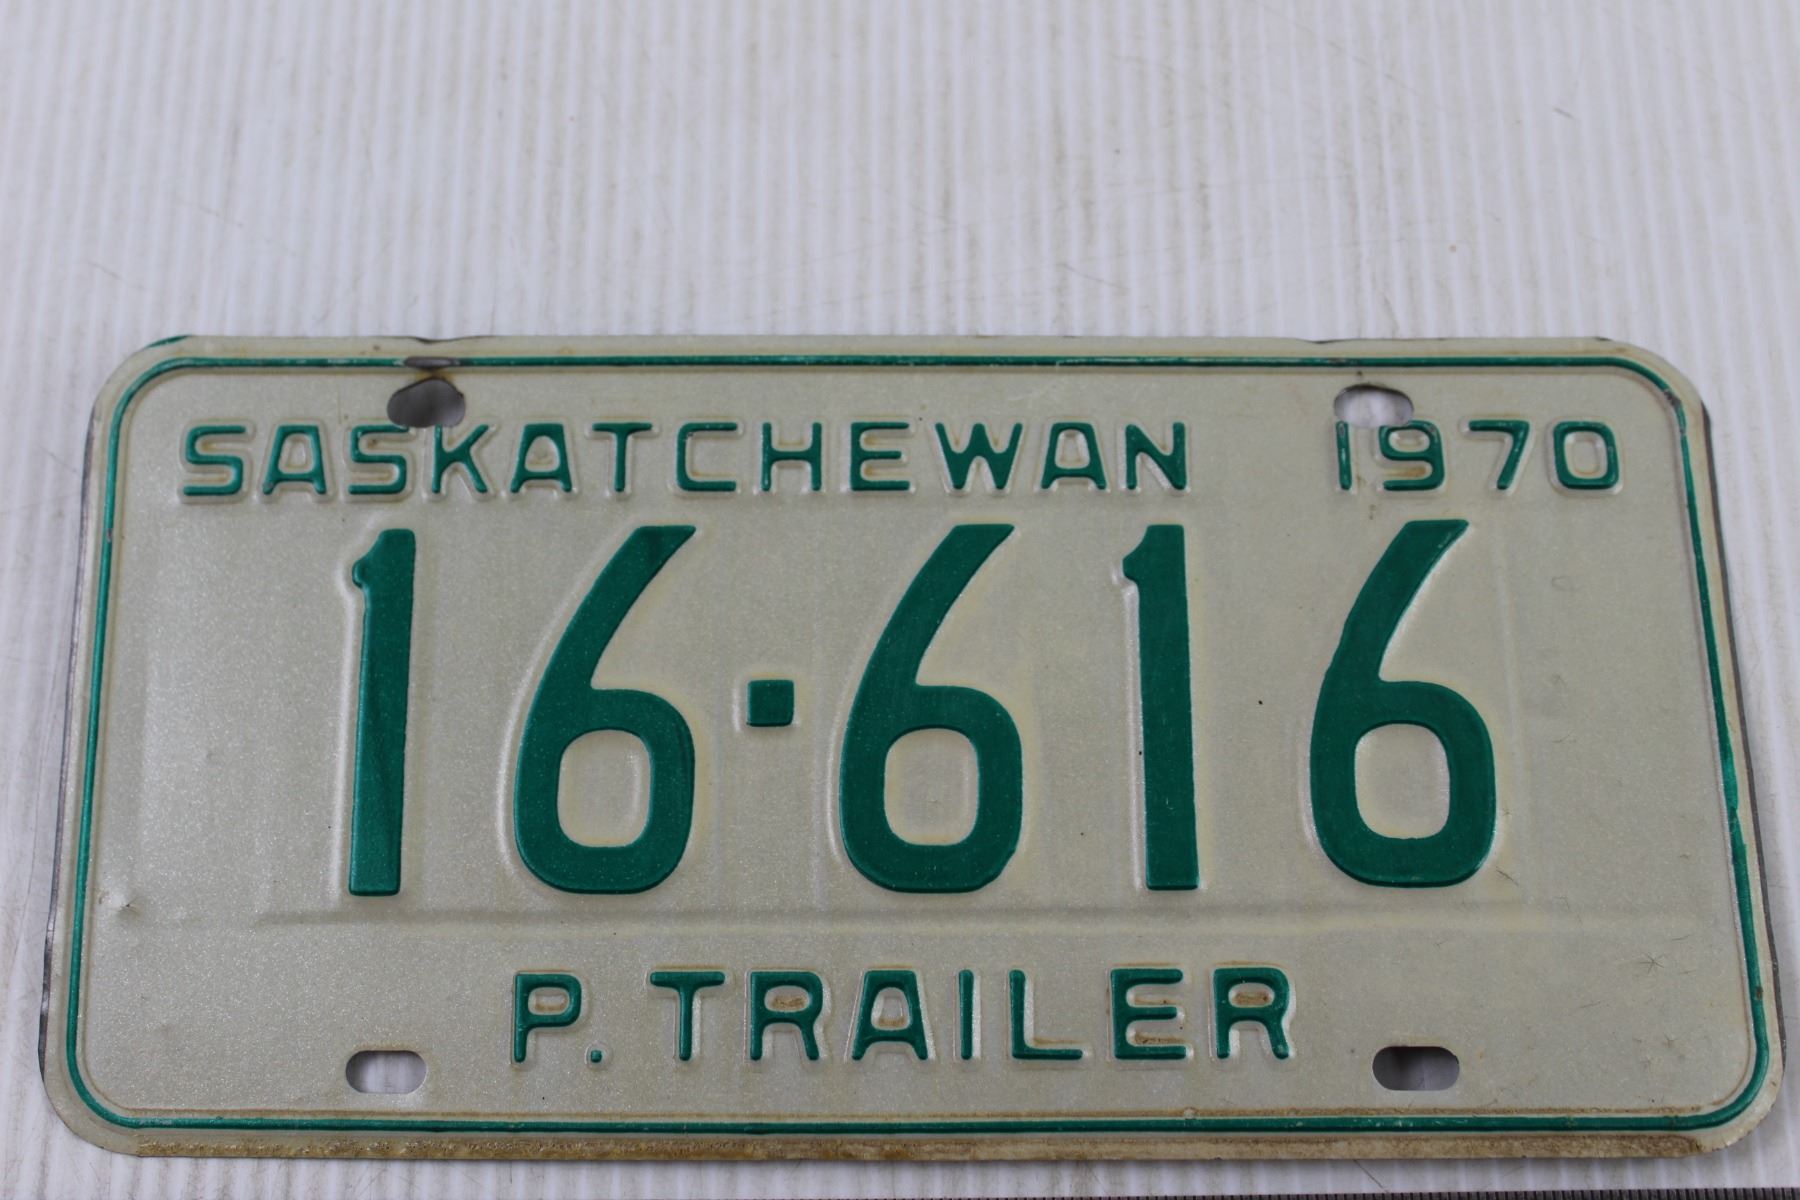 SASKATCHEWAN 1970
16·616
P. TRAILER